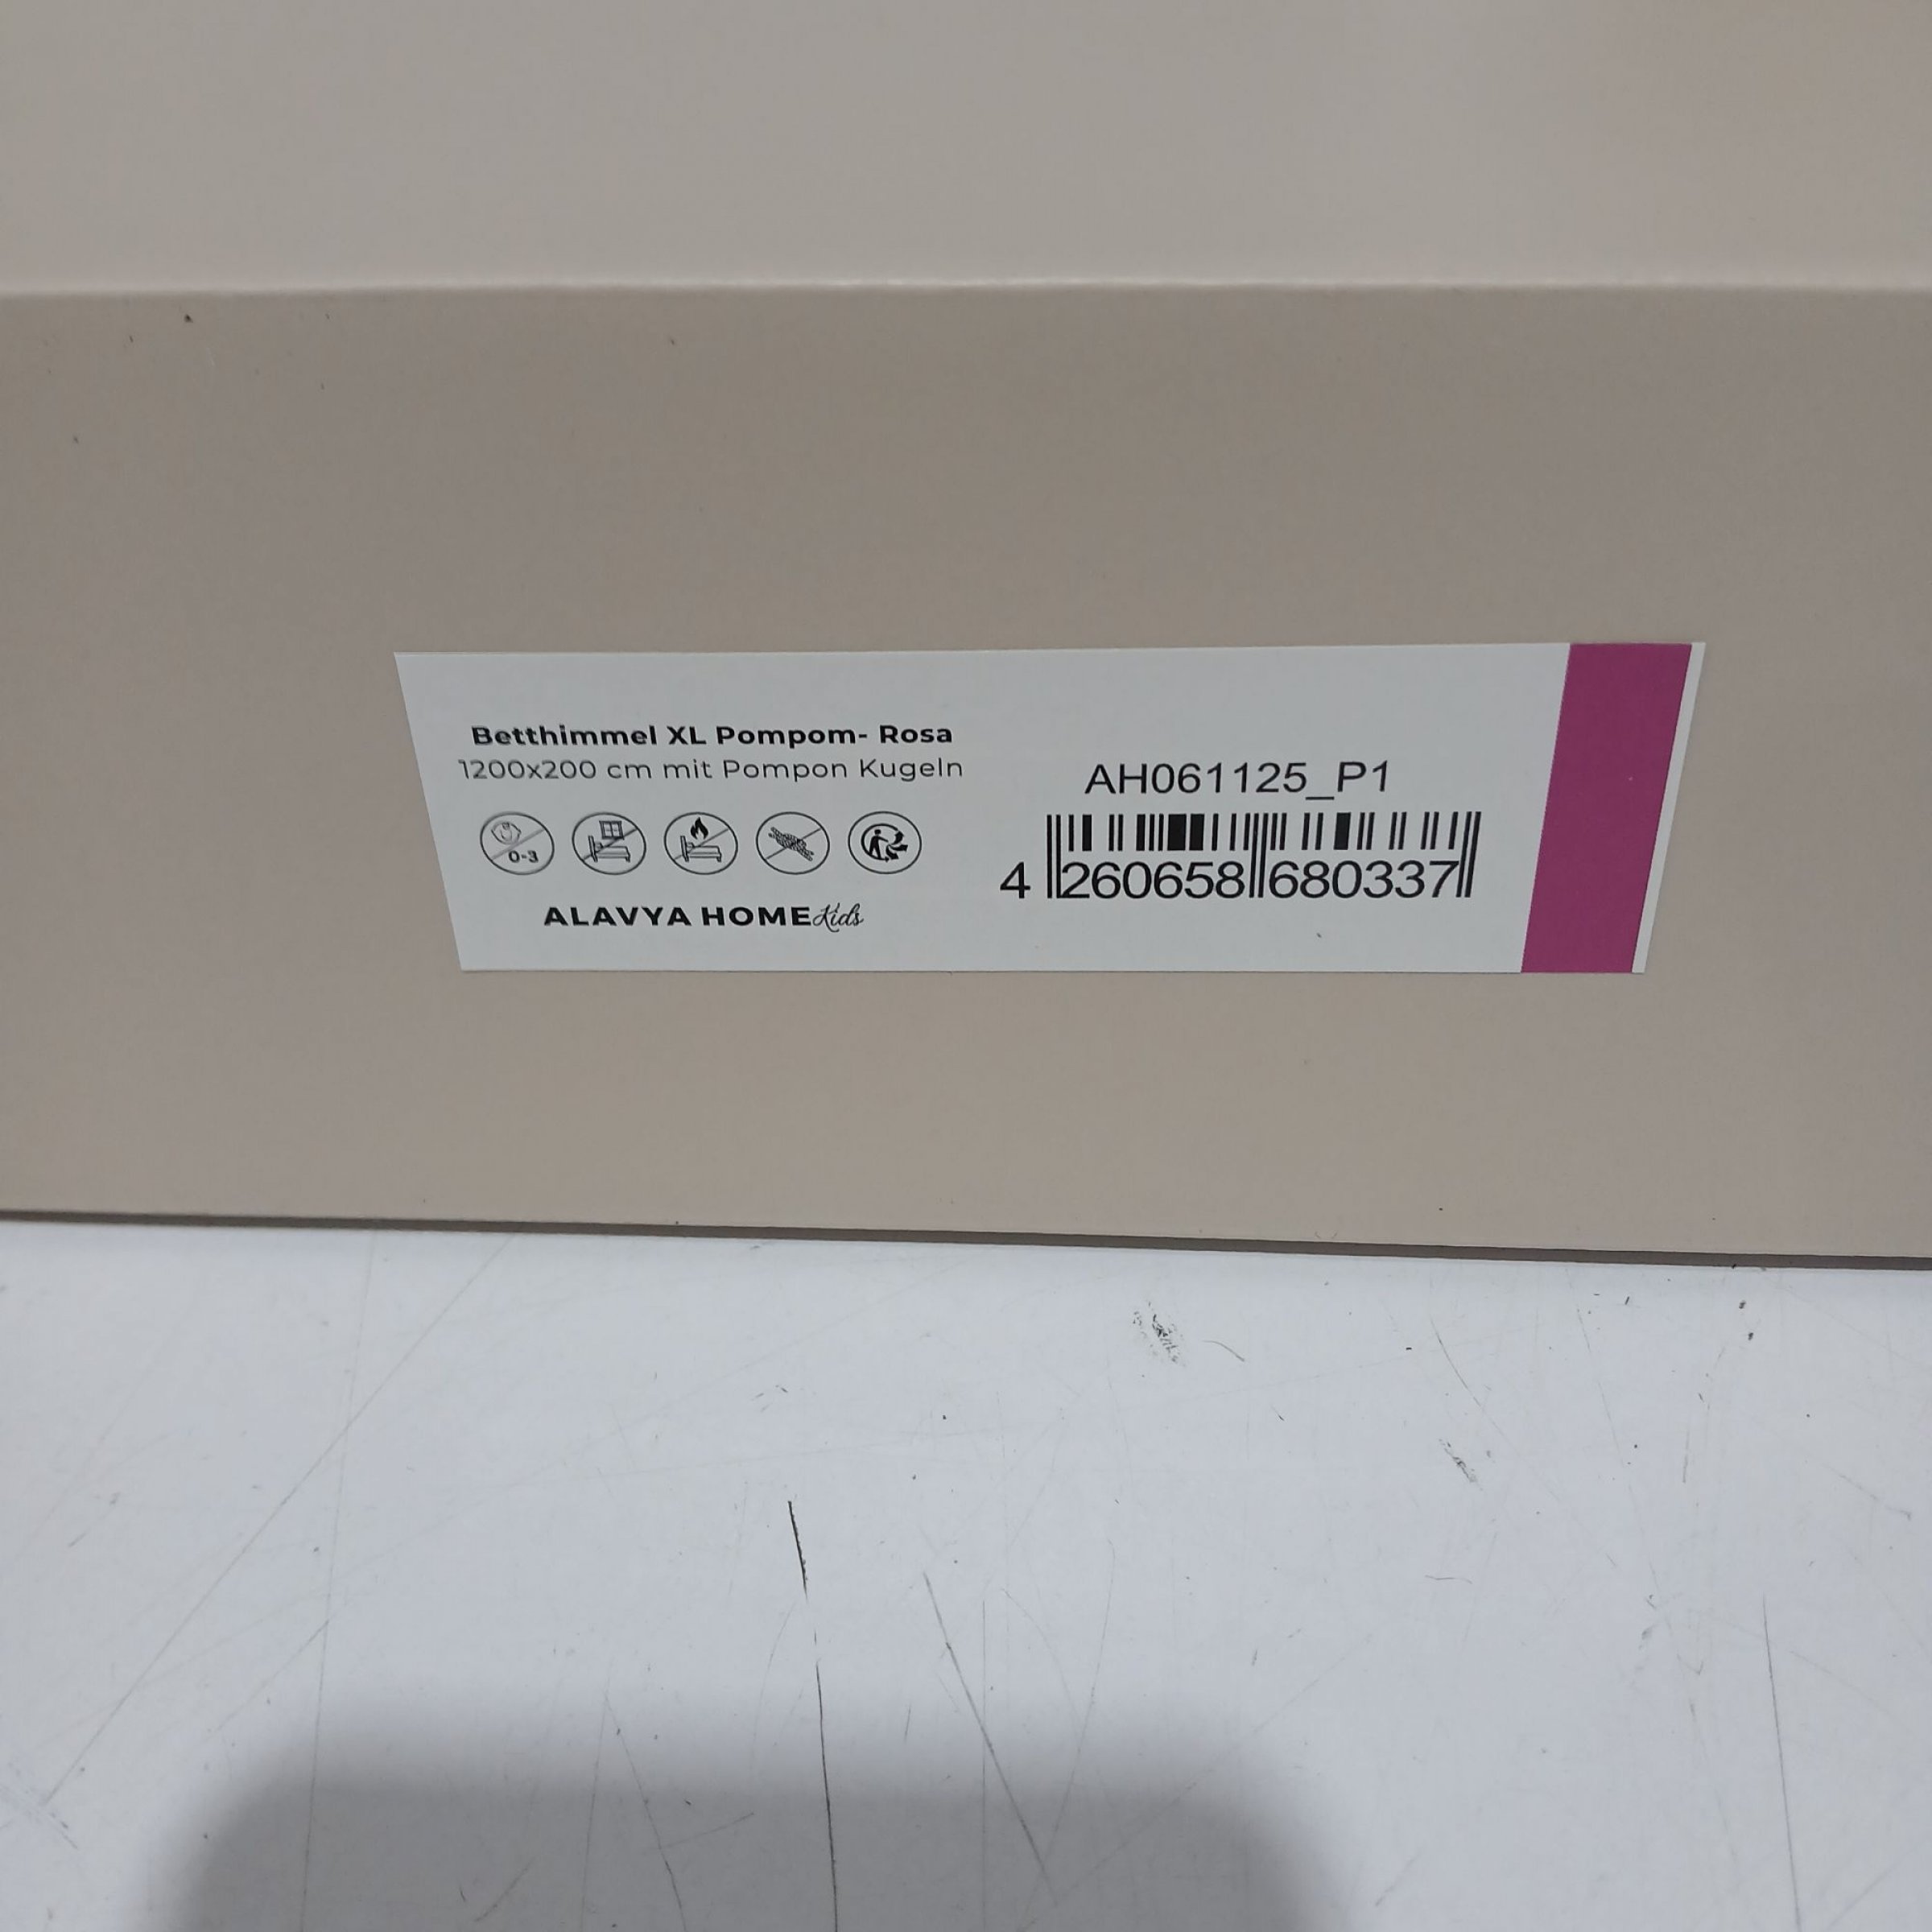 Betthimmel XL Pompom- Rosa
1200x200 cm mit Pompon Kugeln
0-3
ALAVYA HOME Kids
AH061125_P1
4 260658 680337